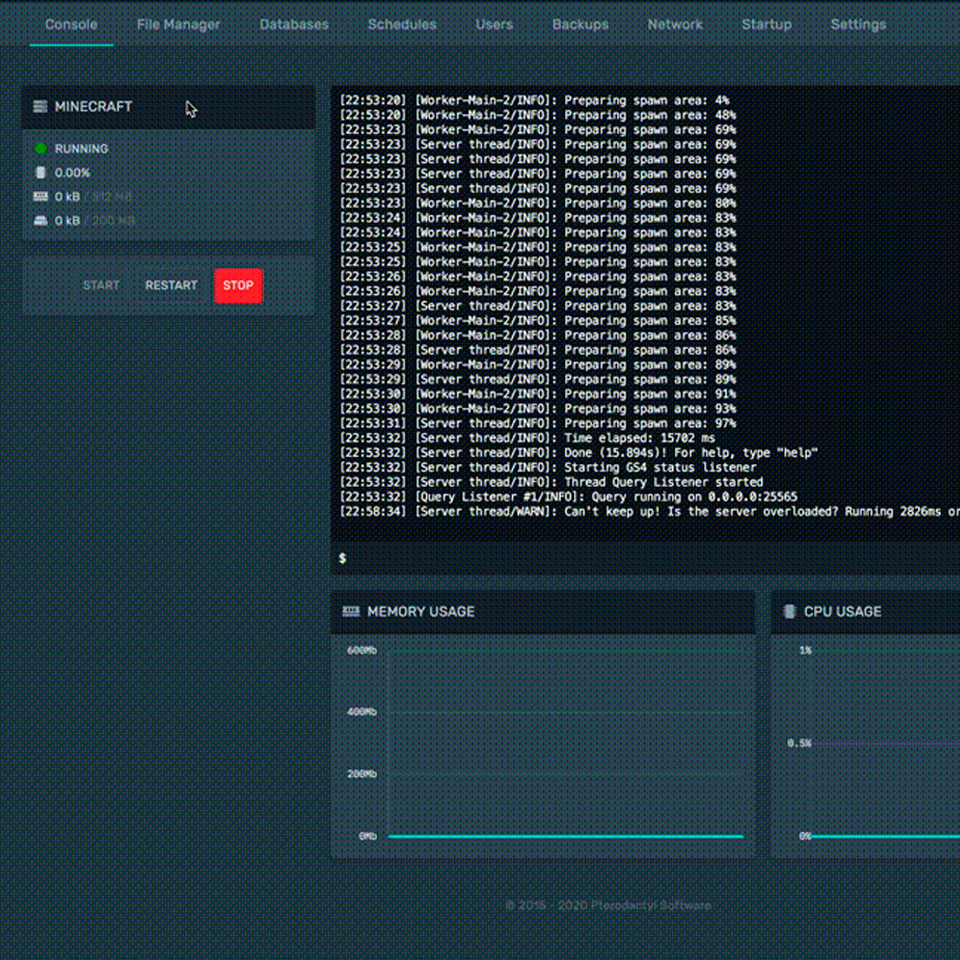 Console File Manager Databases Schedules Users Backups Network Startup Settings
MINECRAFT
RUNNING
0.00%
0 kB / 512 MB
0 kB / 200 MB
START RESTART STOP
[22:53:20] [Worker-Main-2/INFO]: Preparing spawn area: 4%
[22:53:20] [Worker-Main-2/INFO]: Preparing spawn area: 48%
[22:53:23] [Worker-Main-2/INFO]: Preparing spawn area: 69%
[22:53:23] [Server thread/INFO]: Preparing spawn area: 69%
[22:53:23] [Server thread/INFO]: Preparing spawn area: 69%
[22:53:23] [Server thread/INFO]: Preparing spawn area: 69%
[22:53:23] [Server thread/INFO]: Preparing spawn area: 69%
[22:53:23] [Worker-Main-2/INFO]: Preparing spawn area: 80%
[22:53:24] [Worker-Main-2/INFO]: Preparing spawn area: 83%
[22:53:24] [Worker-Main-2/INFO]: Preparing spawn area: 83%
[22:53:25] [Worker-Main-2/INFO]: Preparing spawn area: 83%
[22:53:25] [Worker-Main-2/INFO]: Preparing spawn area: 83%
[22:53:26] [Worker-Main-2/INFO]: Preparing spawn area: 83%
[22:53:26] [Worker-Main-2/INFO]: Preparing spawn area: 83%
[22:53:27] [Server thread/INFO]: Preparing spawn area: 83%
[22:53:27] [Worker-Main-2/INFO]: Preparing spawn area: 85%
[22:53:28] [Worker-Main-2/INFO]: Preparing spawn area: 86%
[22:53:28] [Server thread/INFO]: Preparing spawn area: 86%
[22:53:29] [Worker-Main-2/INFO]: Preparing spawn area: 89%
[22:53:29] [Server thread/INFO]: Preparing spawn area: 89%
[22:53:30] [Worker-Main-2/INFO]: Preparing spawn area: 91%
[22:53:30] [Worker-Main-2/INFO]: Preparing spawn area: 93%
[22:53:31] [Server thread/INFO]: Preparing spawn area: 97%
[22:53:32] [Server thread/INFO]: Time elapsed: 15702 ms
[22:53:32] [Server thread/INFO]: Done (15.894s)! For help, type "help"
[22:53:32] [Server thread/INFO]: Starting GS4 status listener
[22:53:32] [Server thread/INFO]: Thread Query Listener started
[22:53:32] [Query Listener #1/INFO]: Query running on 0.0.0.0:25565
[22:58:34] [Server thread/WARN]: Can't keep up! Is the server overloaded? Running 2826ms or
$
MEMORY USAGE
600Mb
400Mb
200Mb
0Mb
CPU USAGE
1%
0.5%
0%
© 2015 - 2020 Pterodactyl Software